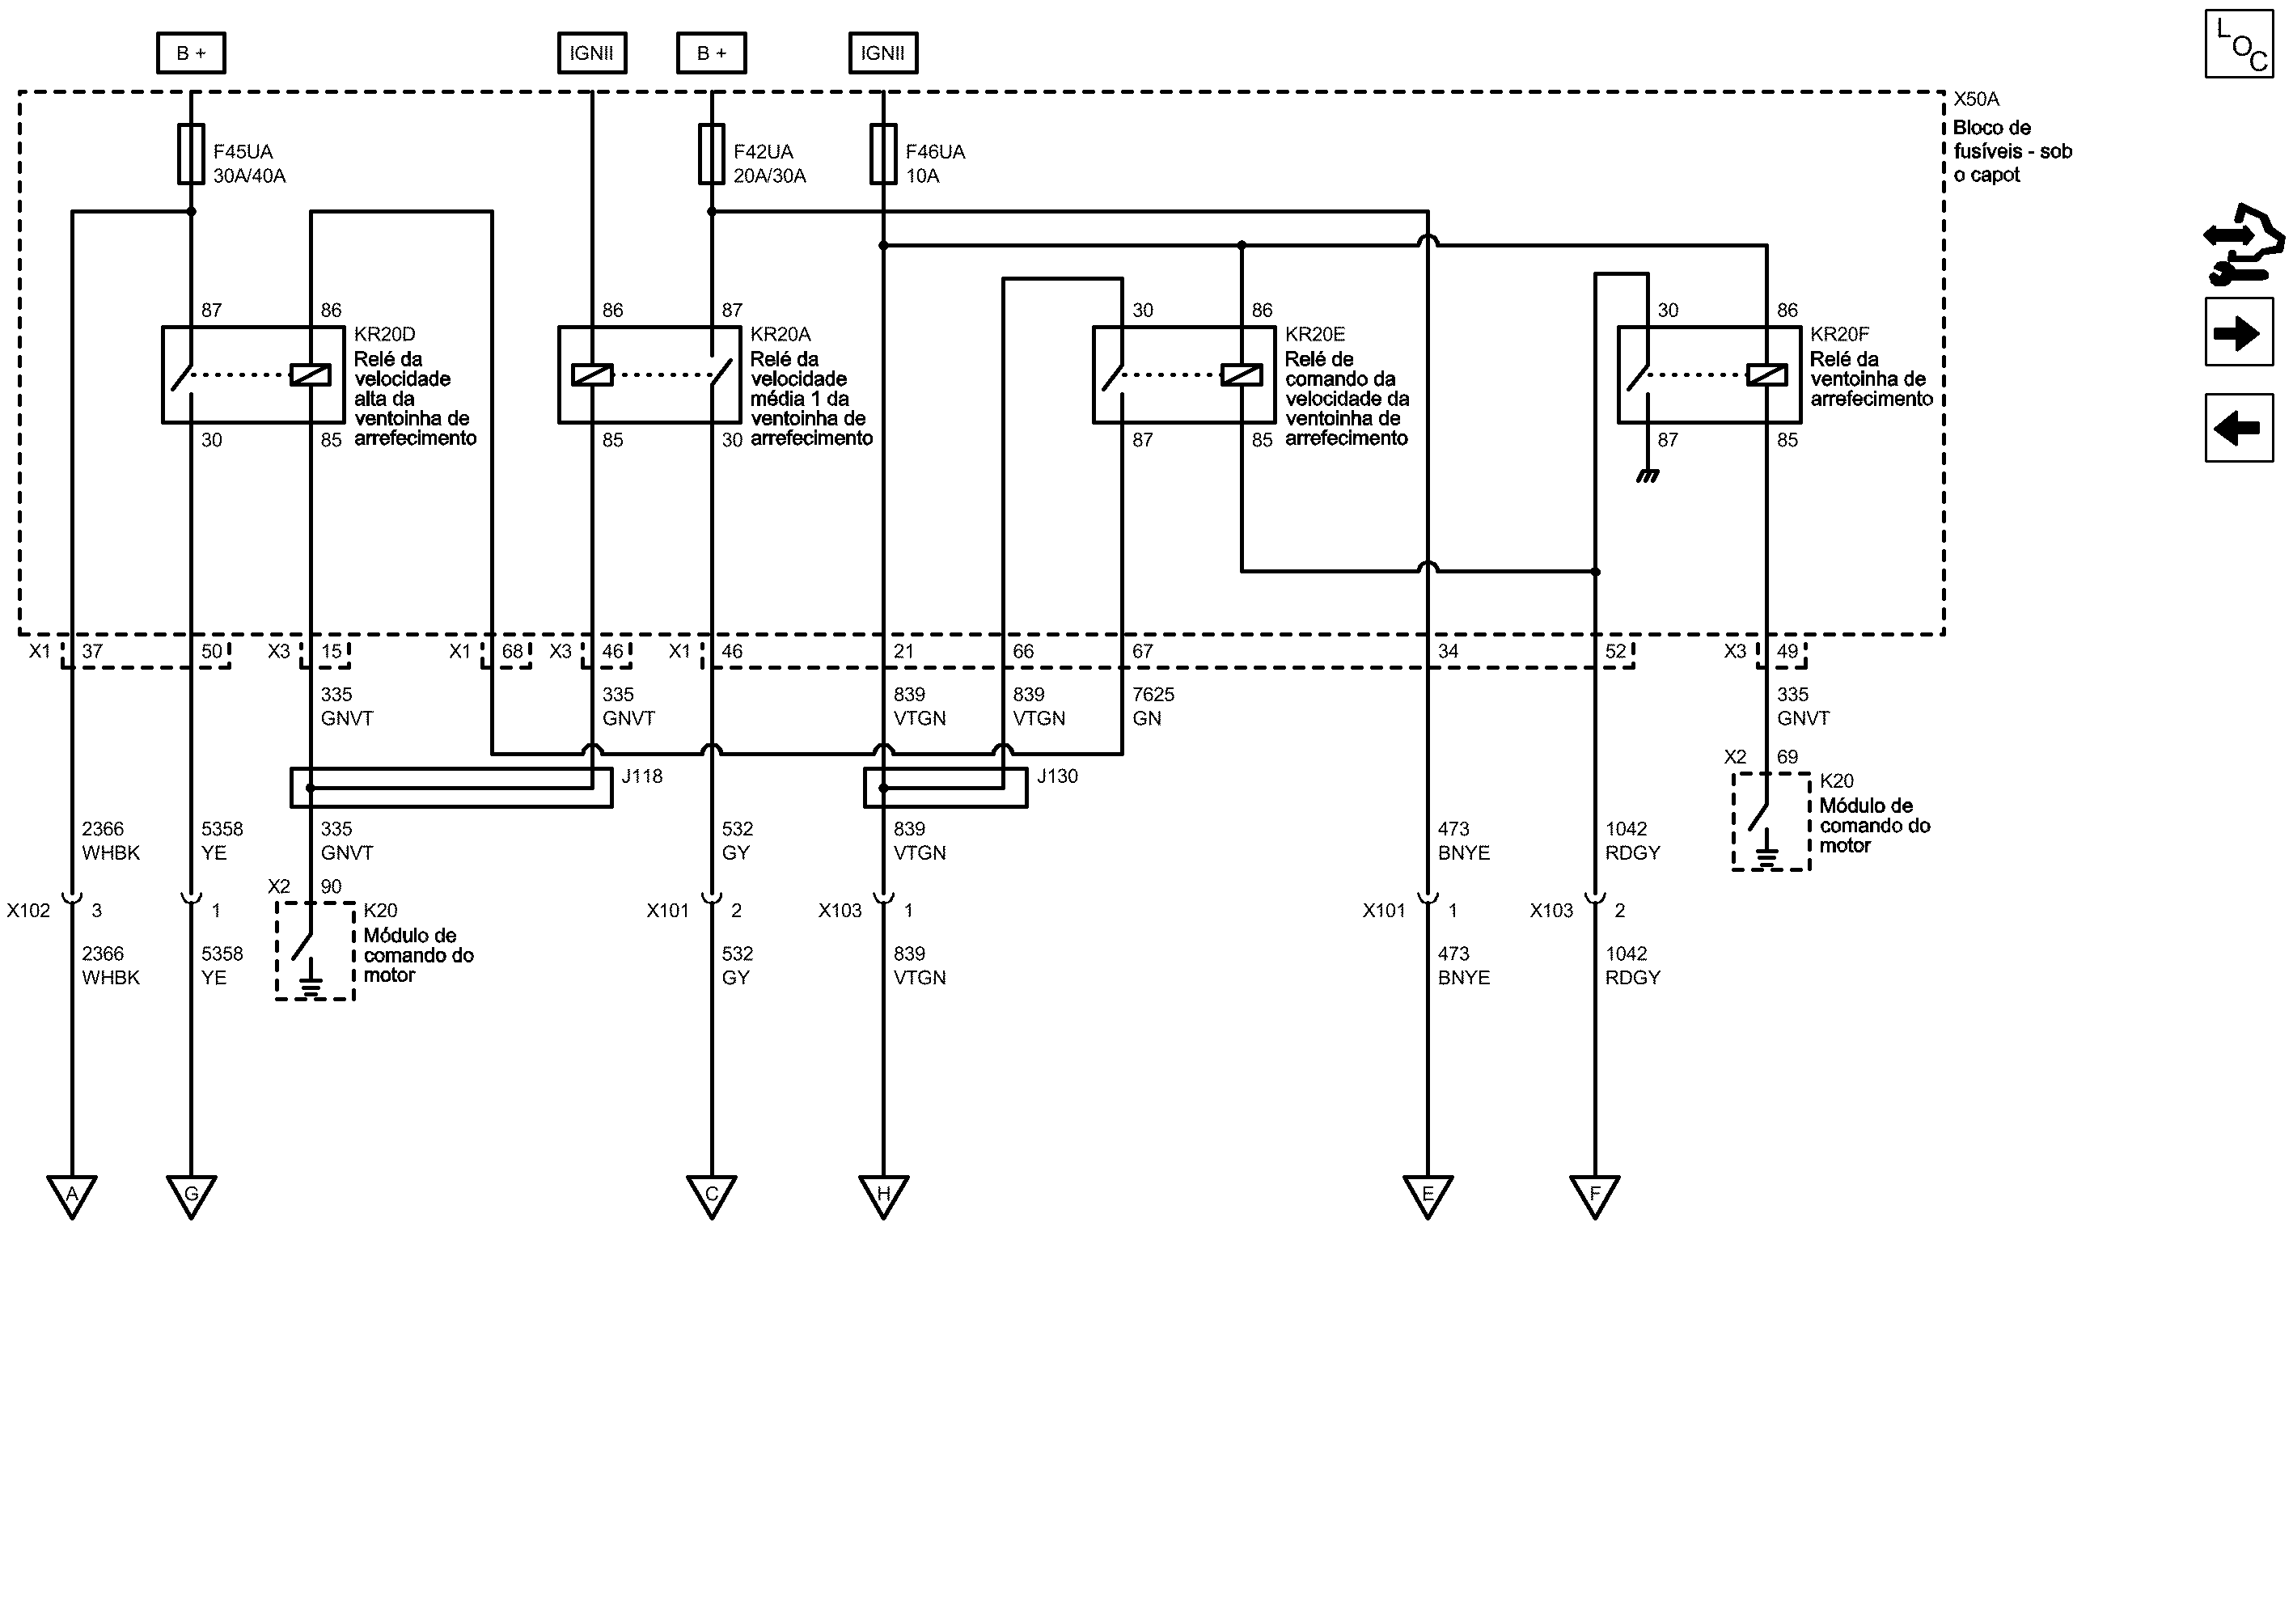 B +
IGNII
B +
IGNII
L
O
C
X50A
Bloco de
fusíveis - sob
o capot
F45UA
30A/40A
F42UA
20A/30A
F46UA
10A
87
86
KR20D
Relé da
velocidade
alta da
ventoinha de
arrefecimento
30
85
86
87
KR20A
Relé da
velocidade
média 1 da
ventoinha de
arrefecimento
85
30
30
86
KR20E
Relé de
comando da
velocidade da
ventoinha de
arrefecimento
87
85
30
86
KR20F
Relé da
ventoinha de
arrefecimento
87
85
X1
37
50
X3
15
X1
68
X3
46
X1
46
21
66
67
34
52
X3
49
335
GNVT
335
GNVT
839
VTGN
839
VTGN
7625
GN
335
GNVT
J118
J130
X2
69
K20
Módulo de
comando do
motor
2366
WHBK
5358
YE
335
GNVT
532
GY
839
VTGN
473
BNYE
1042
RDGY
X2
90
K20
Módulo de
comando do
motor
X102
3
1
X101
2
X103
1
X101
1
X103
2
2366
WHBK
5358
YE
532
GY
839
VTGN
473
BNYE
1042
RDGY
A
G
C
H
E
F